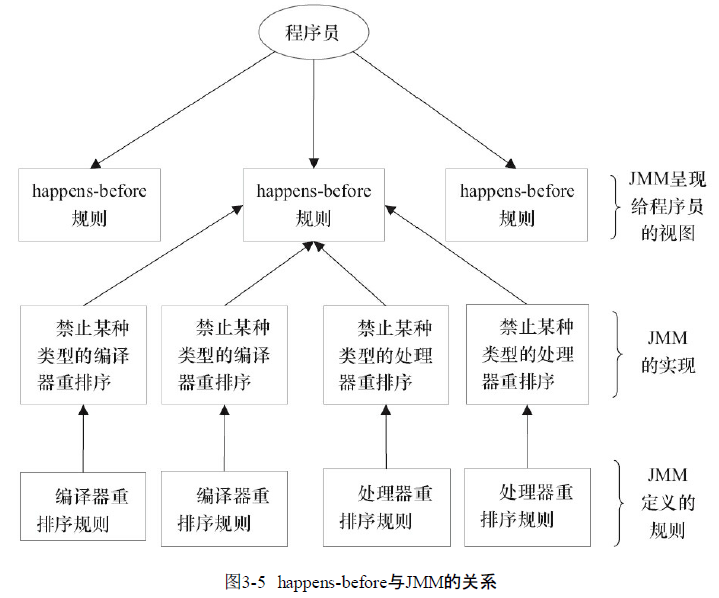 程序员
happens-before
规则
happens-before
规则
happens-before
规则
JMM呈现
给程序员
的视图
禁止某种
类型的编译
器重排序
禁止某种
类型的编译
器重排序
禁止某种
类型的处理
器重排序
禁止某种
类型的处理
器重排序
JMM
的实现
编译器重
排序规则
编译器重
排序规则
处理器重
排序规则
处理器重
排序规则
JMM
定义的
规则
图3-5 happens-before与JMM的关系